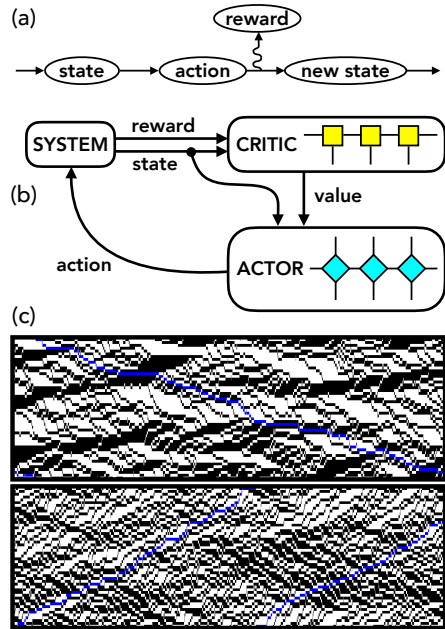 (a)
reward
state
action
new state
reward
SYSTEM
state
CRITIC
(b)
value
action
ACTOR
(c)